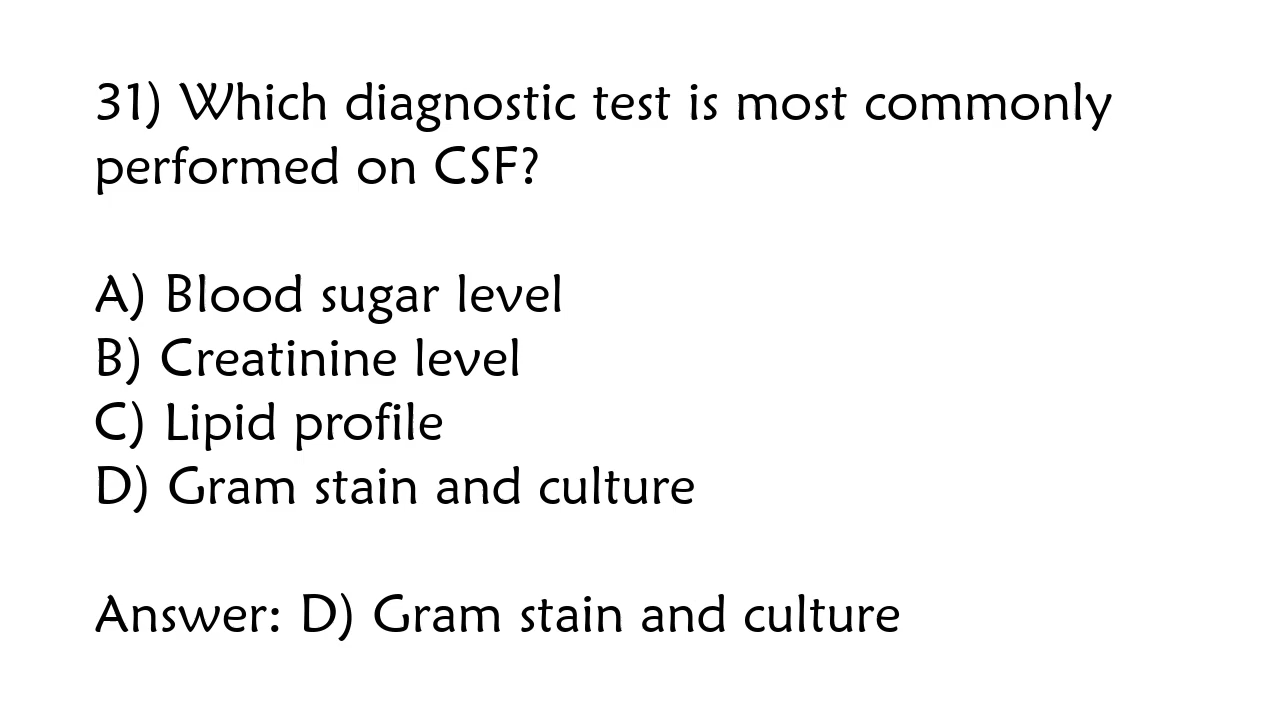 31) Which diagnostic test is most commonly
performed on CSF?
A) Blood sugar level
B) Creatinine level
C) Lipid profile
D) Gram stain and culture
Answer: D) Gram stain and culture